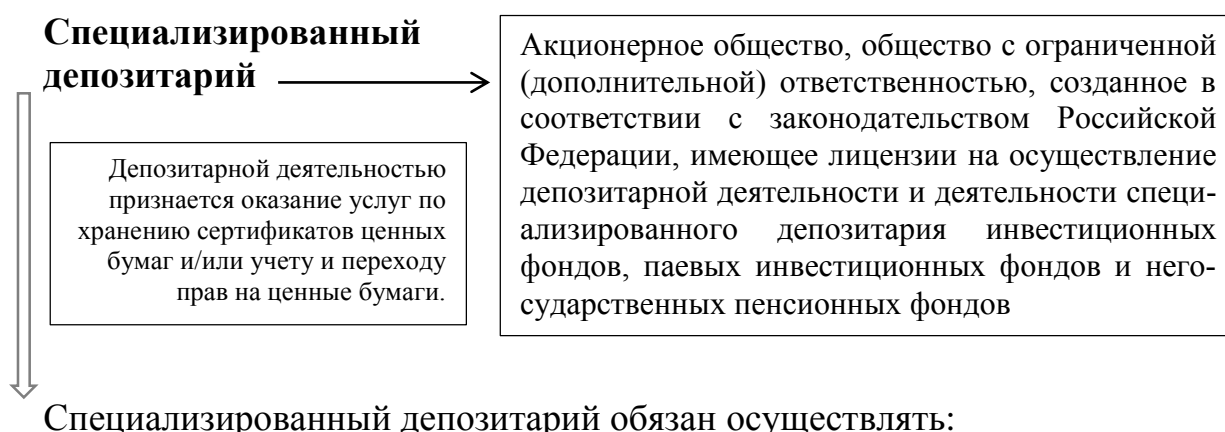 Специализированный
депозитарий
Акционерное общество, общество с ограниченной
(дополнительной) ответственностью, созданное в
соответствии с законодательством Российской
Федерации, имеющее лицензии на осуществление
депозитарной деятельности и деятельности специ-
ализированного депозитария инвестиционных
фондов, паевых инвестиционных фондов и него-
сударственных пенсионных фондов
Депозитарной деятельностью
признается оказание услуг по
хранению сертификатов ценных
бумаг и/или учету и переходу
прав на ценные бумаги.
Специализированный депозитарий обязан осуществлять: